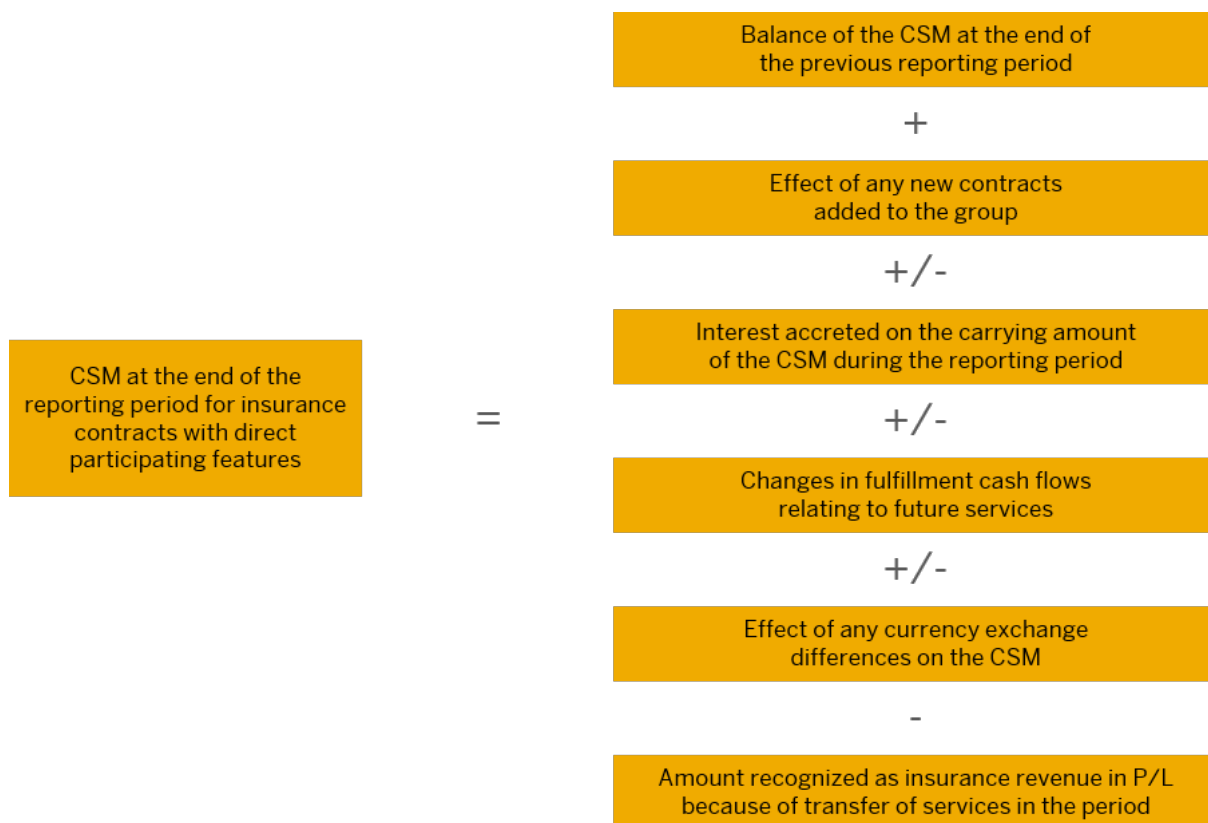 Balance of the CSM at the end of
the previous reporting period
+
Effect of any new contracts
added to the group
+/-
Interest accreted on the carrying amount
of the CSM during the reporting period
CSM at the end of the
reporting period for insurance
contracts with direct
participating features
=
+/-
Changes in fulfillment cash flows
relating to future services
+/-
Effect of any currency exchange
differences on the CSM
-
Amount recognized as insurance revenue in P/L
because of transfer of services in the period